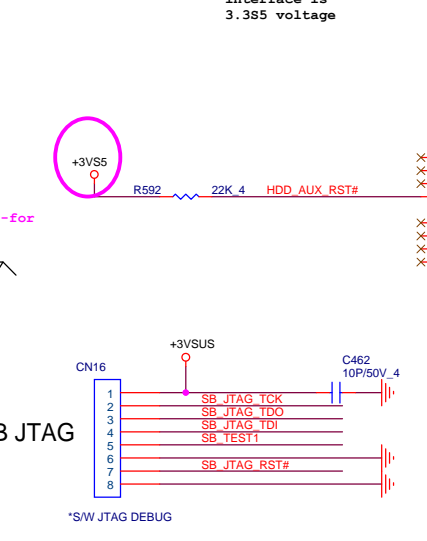 interface is
3.3S5 voltage
+3VS5
R592 22K_4 HDD_AUX_RST#
-for
+3VSUS
CN16
C462
10P/50V_4
1
2 SB_JTAG_TCK
3 SB_JTAG_TDO
4 SB_JTAG_TDI
5 SB_TEST1
6
7 SB_JTAG_RST#
8
JTAG
*S/W JTAG DEBUG